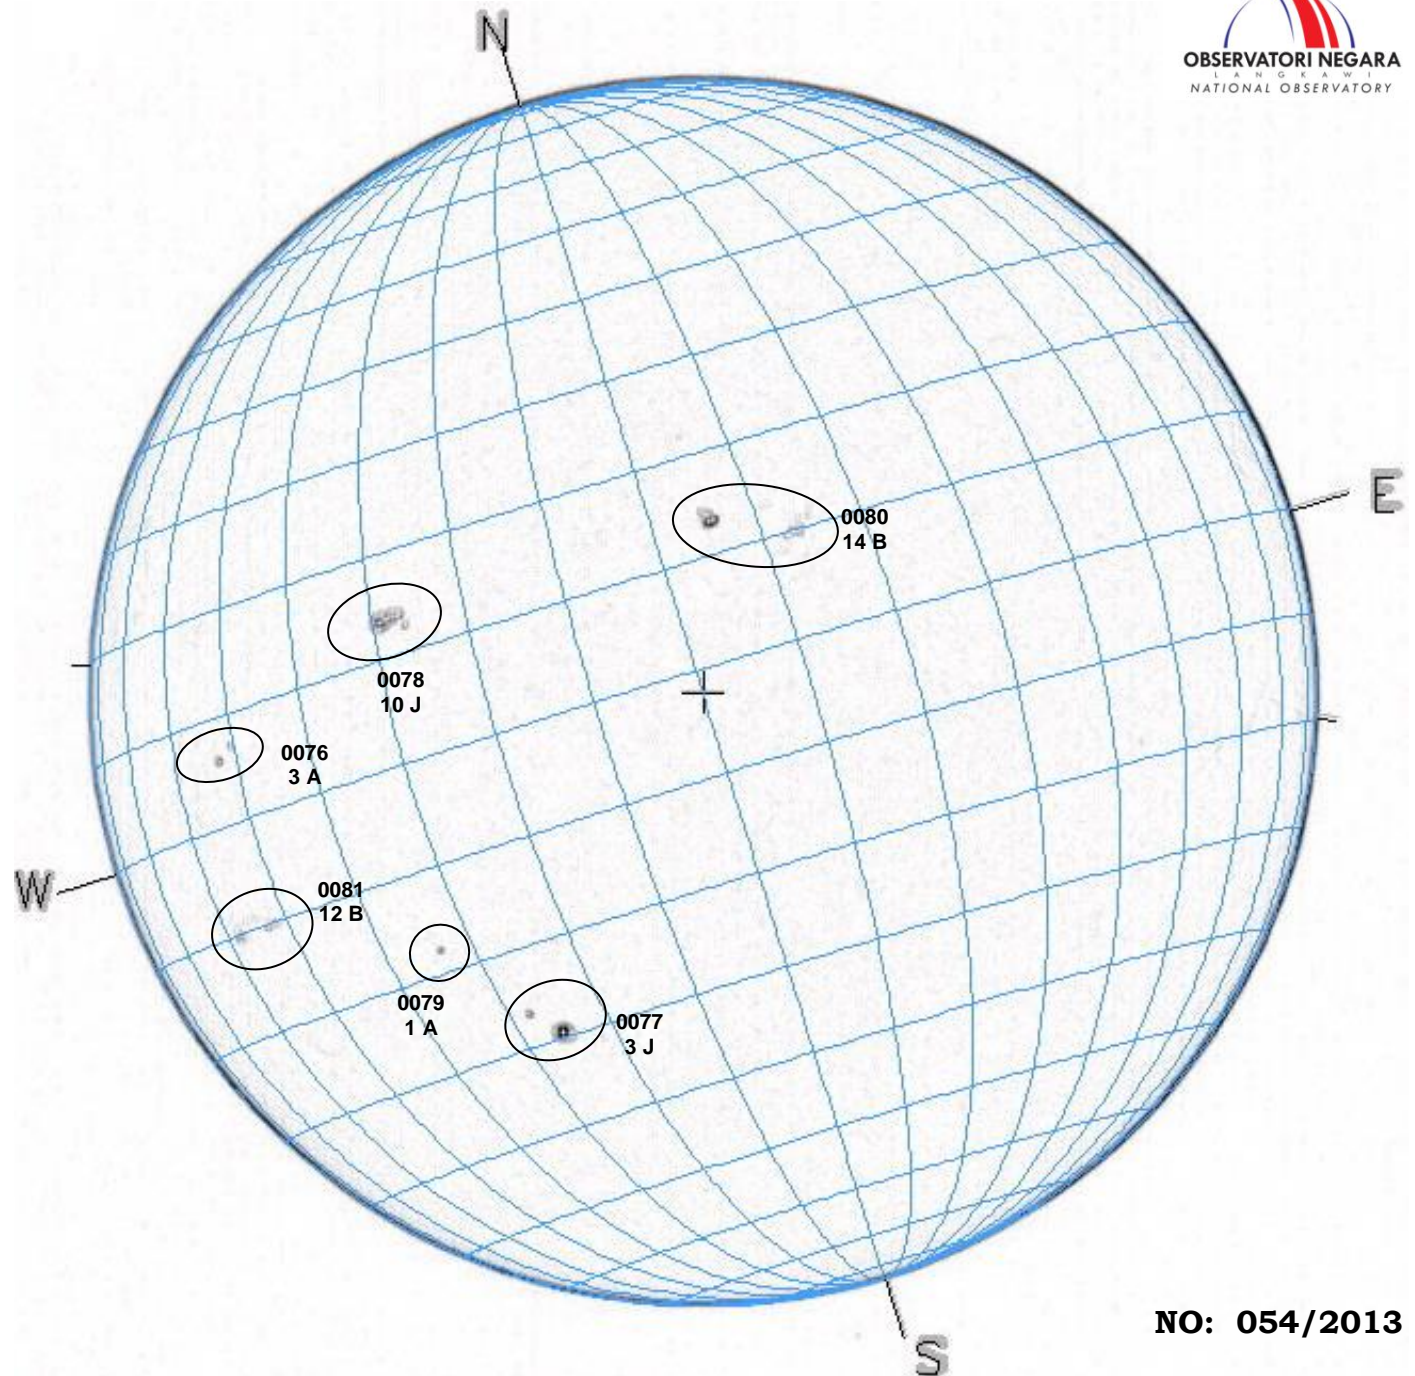 N
OBSERVATORI NEGARA
LANGKAWI
NATIONAL OBSERVATORY
E
0080
14 B
0078
10 J
0076
3 A
W
0081
12 B
0079
1 A
0077
3 J
NO: 054/2013
S